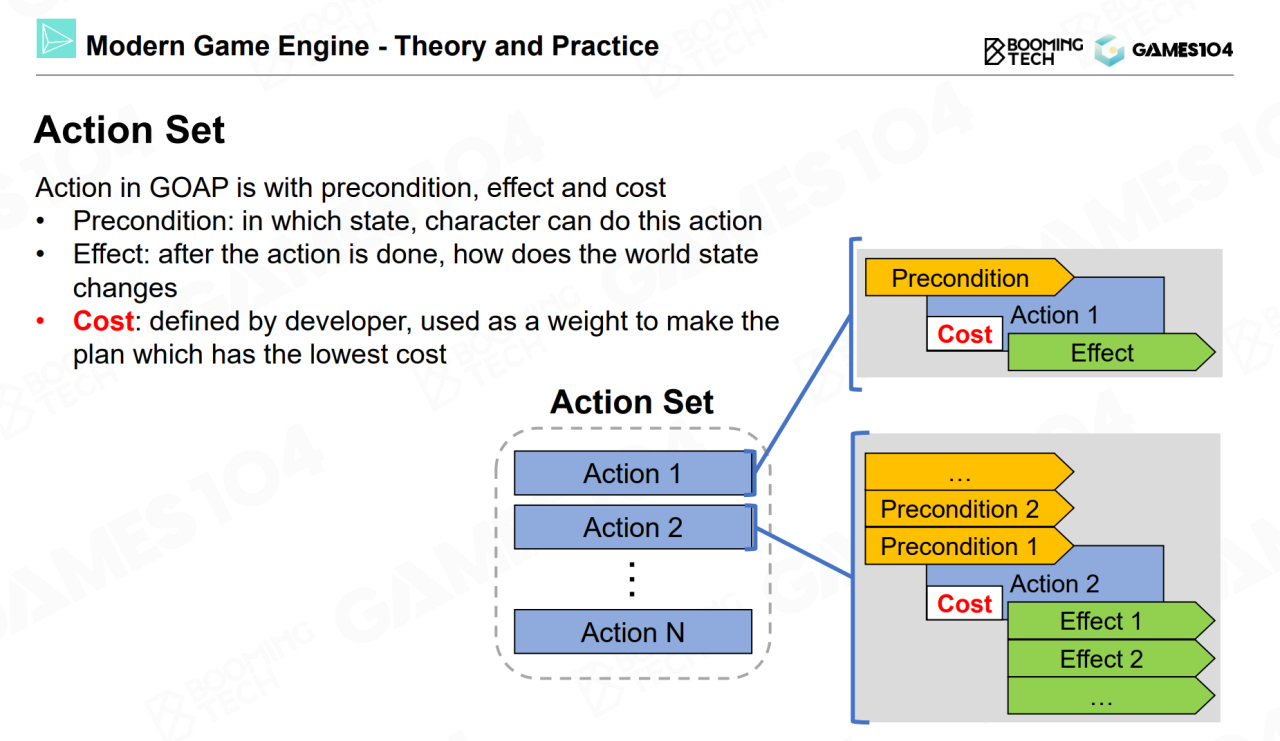 Modern Game Engine - Theory and Practice
BOOMING
TECH
GAMES104
Action Set
Action in GOAP is with precondition, effect and cost
• Precondition: in which state, character can do this action
• Effect: after the action is done, how does the world state
changes
• Cost: defined by developer, used as a weight to make the
plan which has the lowest cost
Action Set
Action 1
Action 2
⋮
Action N
Precondition
Action 1
Cost
Effect
...
Precondition 2
Precondition 1
Action 2
Cost
Effect 1
Effect 2
...